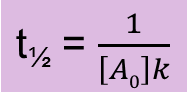 t½ = 1/[A₀]k